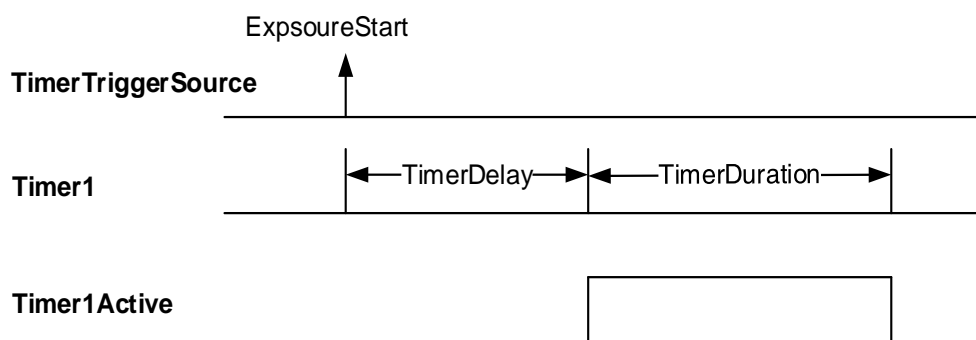 ExpsoureStart
TimerTriggerSource
Timer1
TimerDelay
TimerDuration
Timer1Active